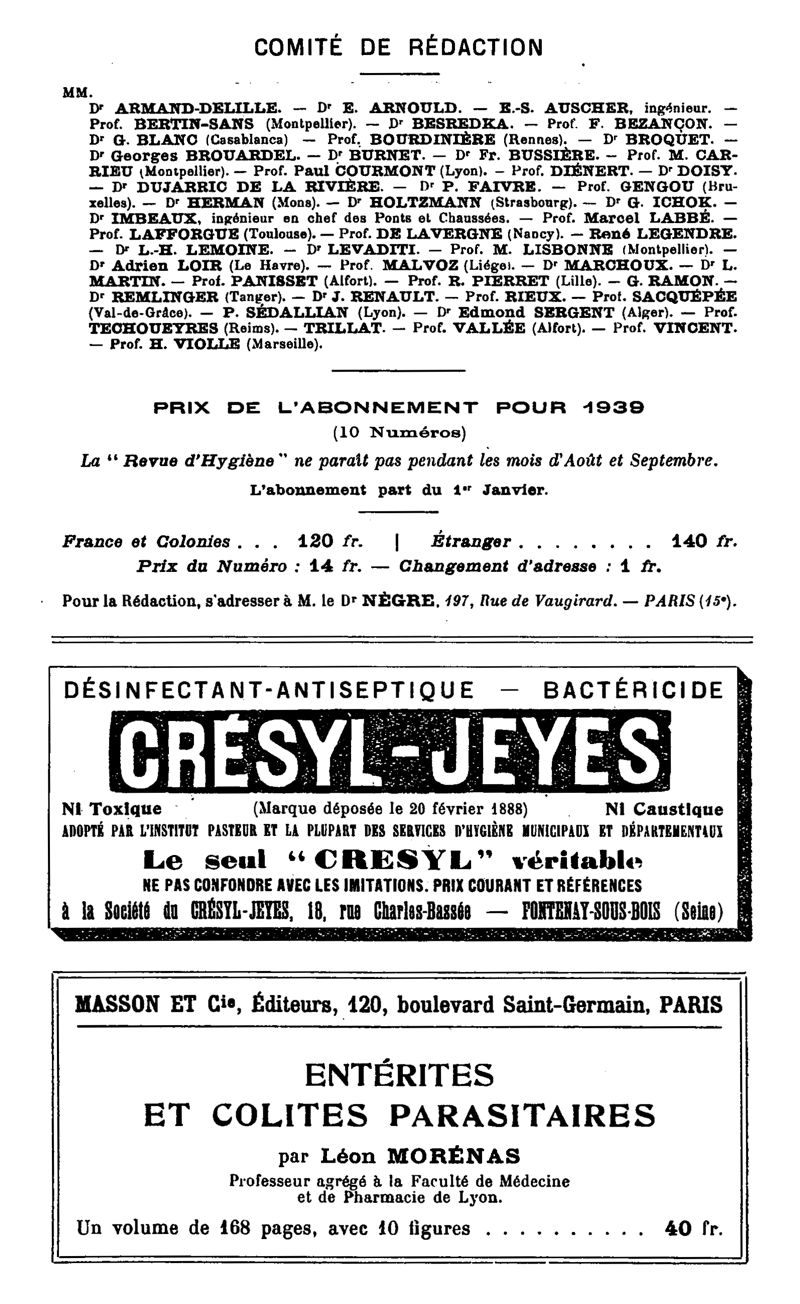 COMITÉ DE RÉDACTION
MM.
Dr ARMAND-DELILLE. — Dr E. ARNOULD. — E.-S. AUSCHER, ingénieur. —
Prof. BERTIN-SANS (Montpellier). — Dr BESREDKA. — Prof. F. BEZANÇON. —
Dr G. BLANC (Casablanca) — Prof. BOURDINIÈRE (Rennes). — Dr BROQUET. —
Dr Georges BROUARDEL. — Dr BURNET. — Dr Fr. BUSSIÈRE. — Prof. M. CAR-
RIEU (Montpellier). — Prof. Paul COURMONT (Lyon). — Prof. DIÉNERT. — Dr DOISY.
— Dr DUJARRIC DE LA RIVIÈRE. — Dr P. FAIVRE. — Prof. GENGOU (Bru-
xelles). — Dr HERMAN (Mons). — Dr HOLTZMANN (Strasbourg). — Dr G. ICHOK. —
Dr IMBEAUX, ingénieur en chef des Ponts et Chaussées. — Prof. Marcel LABBÉ. —
Prof. LAFFORGUE (Toulouse). — Prof. DE LAVERGNE (Nancy). — René LEGENDRE.
— Dr L.-H. LEMOINE. — Dr LEVADITI. — Prof. M. LISBONNE (Montpellier). —
Dr Adrien LOIR (Le Havre). — Prof. MALVOZ (Liége). — Dr MARCHOUX. — Dr L.
MARTIN. — Prof. PANISSET (Alfort). — Prof. R. PIERRET (Lille). — G. RAMON. —
Dr REMLINGER (Tanger). — Dr J. RENAULT. — Prof. RIEUX. — Prof. SACQUÉPÉE
(Val-de-Grâce). — P. SÉDALLIAN (Lyon). — Dr Edmond SERGENT (Alger). — Prof.
TECHOUEYRES (Reims). — TRILLAT. — Prof. VALLÉE (Alfort). — Prof. VINCENT.
— Prof. H. VIOLLE (Marseille).
PRIX DE L'ABONNEMENT POUR 1939
(10 Numéros)
La “ Revue d'Hygiène ” ne paraît pas pendant les mois d'Août et Septembre.
L'abonnement part du 1er Janvier.
France et Colonies . . . 120 fr. | Étranger . . . . . . . . 140 fr.
Prix du Numéro : 14 fr. — Changement d'adresse : 1 fr.
Pour la Rédaction, s'adresser à M. le Dr NÈGRE, 197, Rue de Vaugirard. — PARIS (15e).
DÉSINFECTANT-ANTISEPTIQUE — BACTÉRICIDE
CRÉSYL-JEYES
Ni Toxique (Marque déposée le 20 février 1888) Ni Caustique
ADOPTÉ PAR L'INSTITUT PASTEUR ET LA PLUPART DES SERVICES D'HYGIÈNE MUNICIPAUX ET DÉPARTEMENTAUX
Le seul “ CRESYL ” véritable
NE PAS CONFONDRE AVEC LES IMITATIONS. PRIX COURANT ET RÉFÉRENCES
à la Société du CRÉSYL-JEYES, 18, rue Charles-Bassée — FONTENAY-SOUS-BOIS (Seine)
MASSON ET Cie, Éditeurs, 120, boulevard Saint-Germain, PARIS
ENTÉRITES
ET COLITES PARASITAIRES
par Léon MORÉNAS
Professeur agrégé à la Faculté de Médecine
et de Pharmacie de Lyon.
Un volume de 168 pages, avec 10 figures . . . . . . . . . . 40 fr.